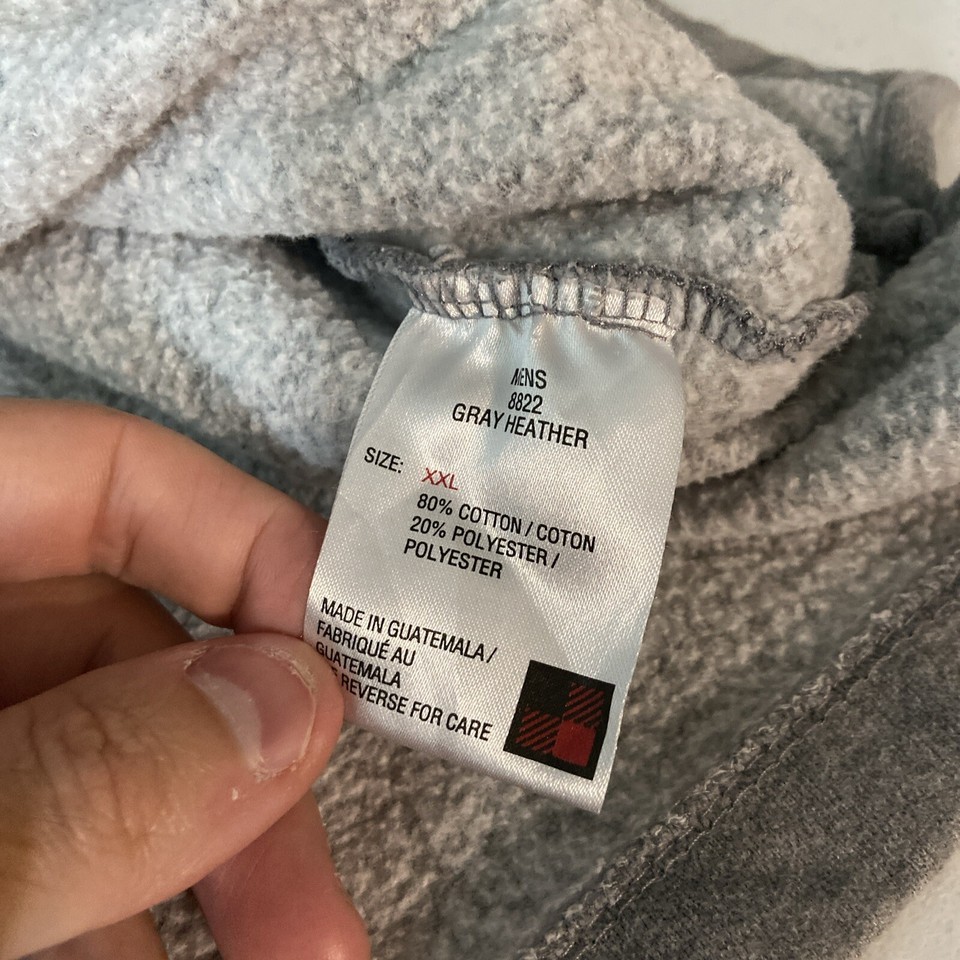 MENS
8822
GRAY HEATHER
SIZE: XXL
80% COTTON / COTON
20% POLYESTER /
POLYESTER
MADE IN GUATEMALA /
FABRIQUÉ AU
GUATEMALA
REVERSE FOR CARE